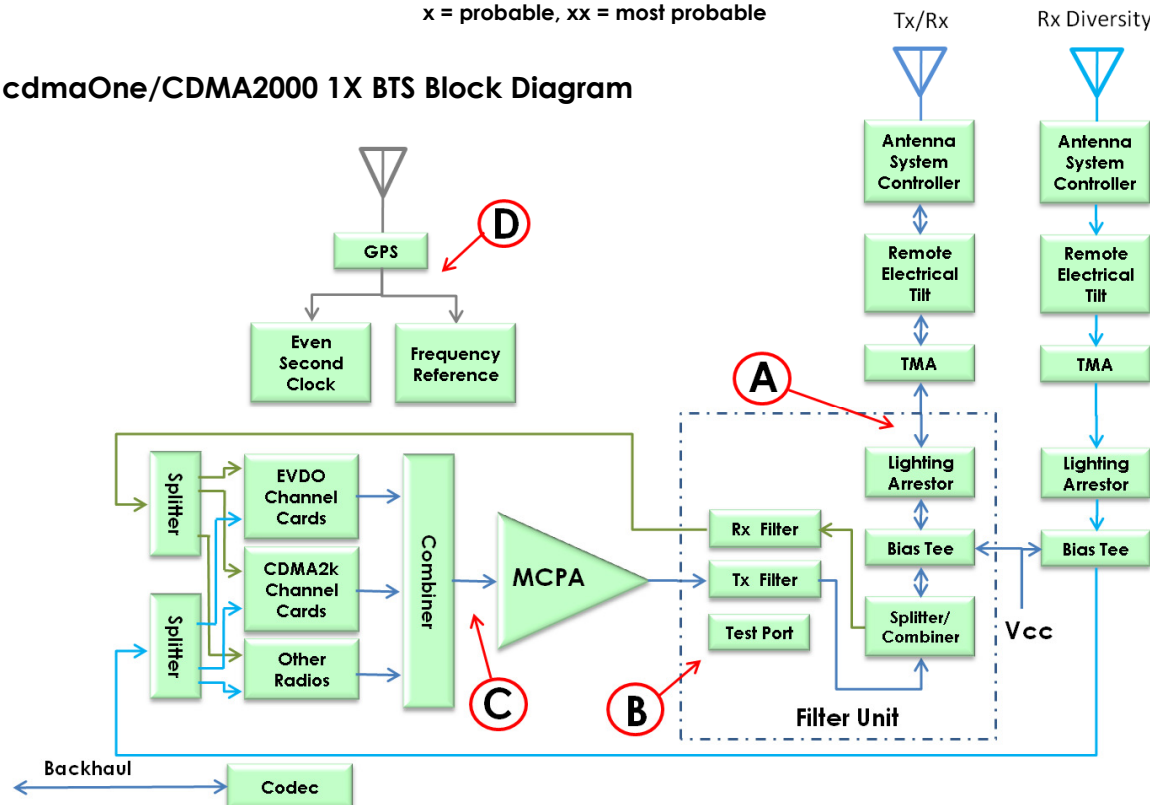 x = probable, xx = most probable
Tx/Rx
Rx Diversity
cdmaOne/CDMA2000 1X BTS Block Diagram
Antenna
System
Controller
Antenna
System
Controller
D
GPS
Remote
Electrical
Tilt
Remote
Electrical
Tilt
Even
Second
Clock
Frequency
Reference
TMA
TMA
A
Splitter
EVDO
Channel
Cards
Combiner
MCPA
Rx Filter
Lighting
Arrestor
Lighting
Arrestor
Bias Tee
Bias Tee
CDMA2k
Channel
Cards
Tx Filter
Test Port
Splitter/
Combiner
Vcc
Splitter
Other
Radios
C
B
Filter Unit
Backhaul
Codec